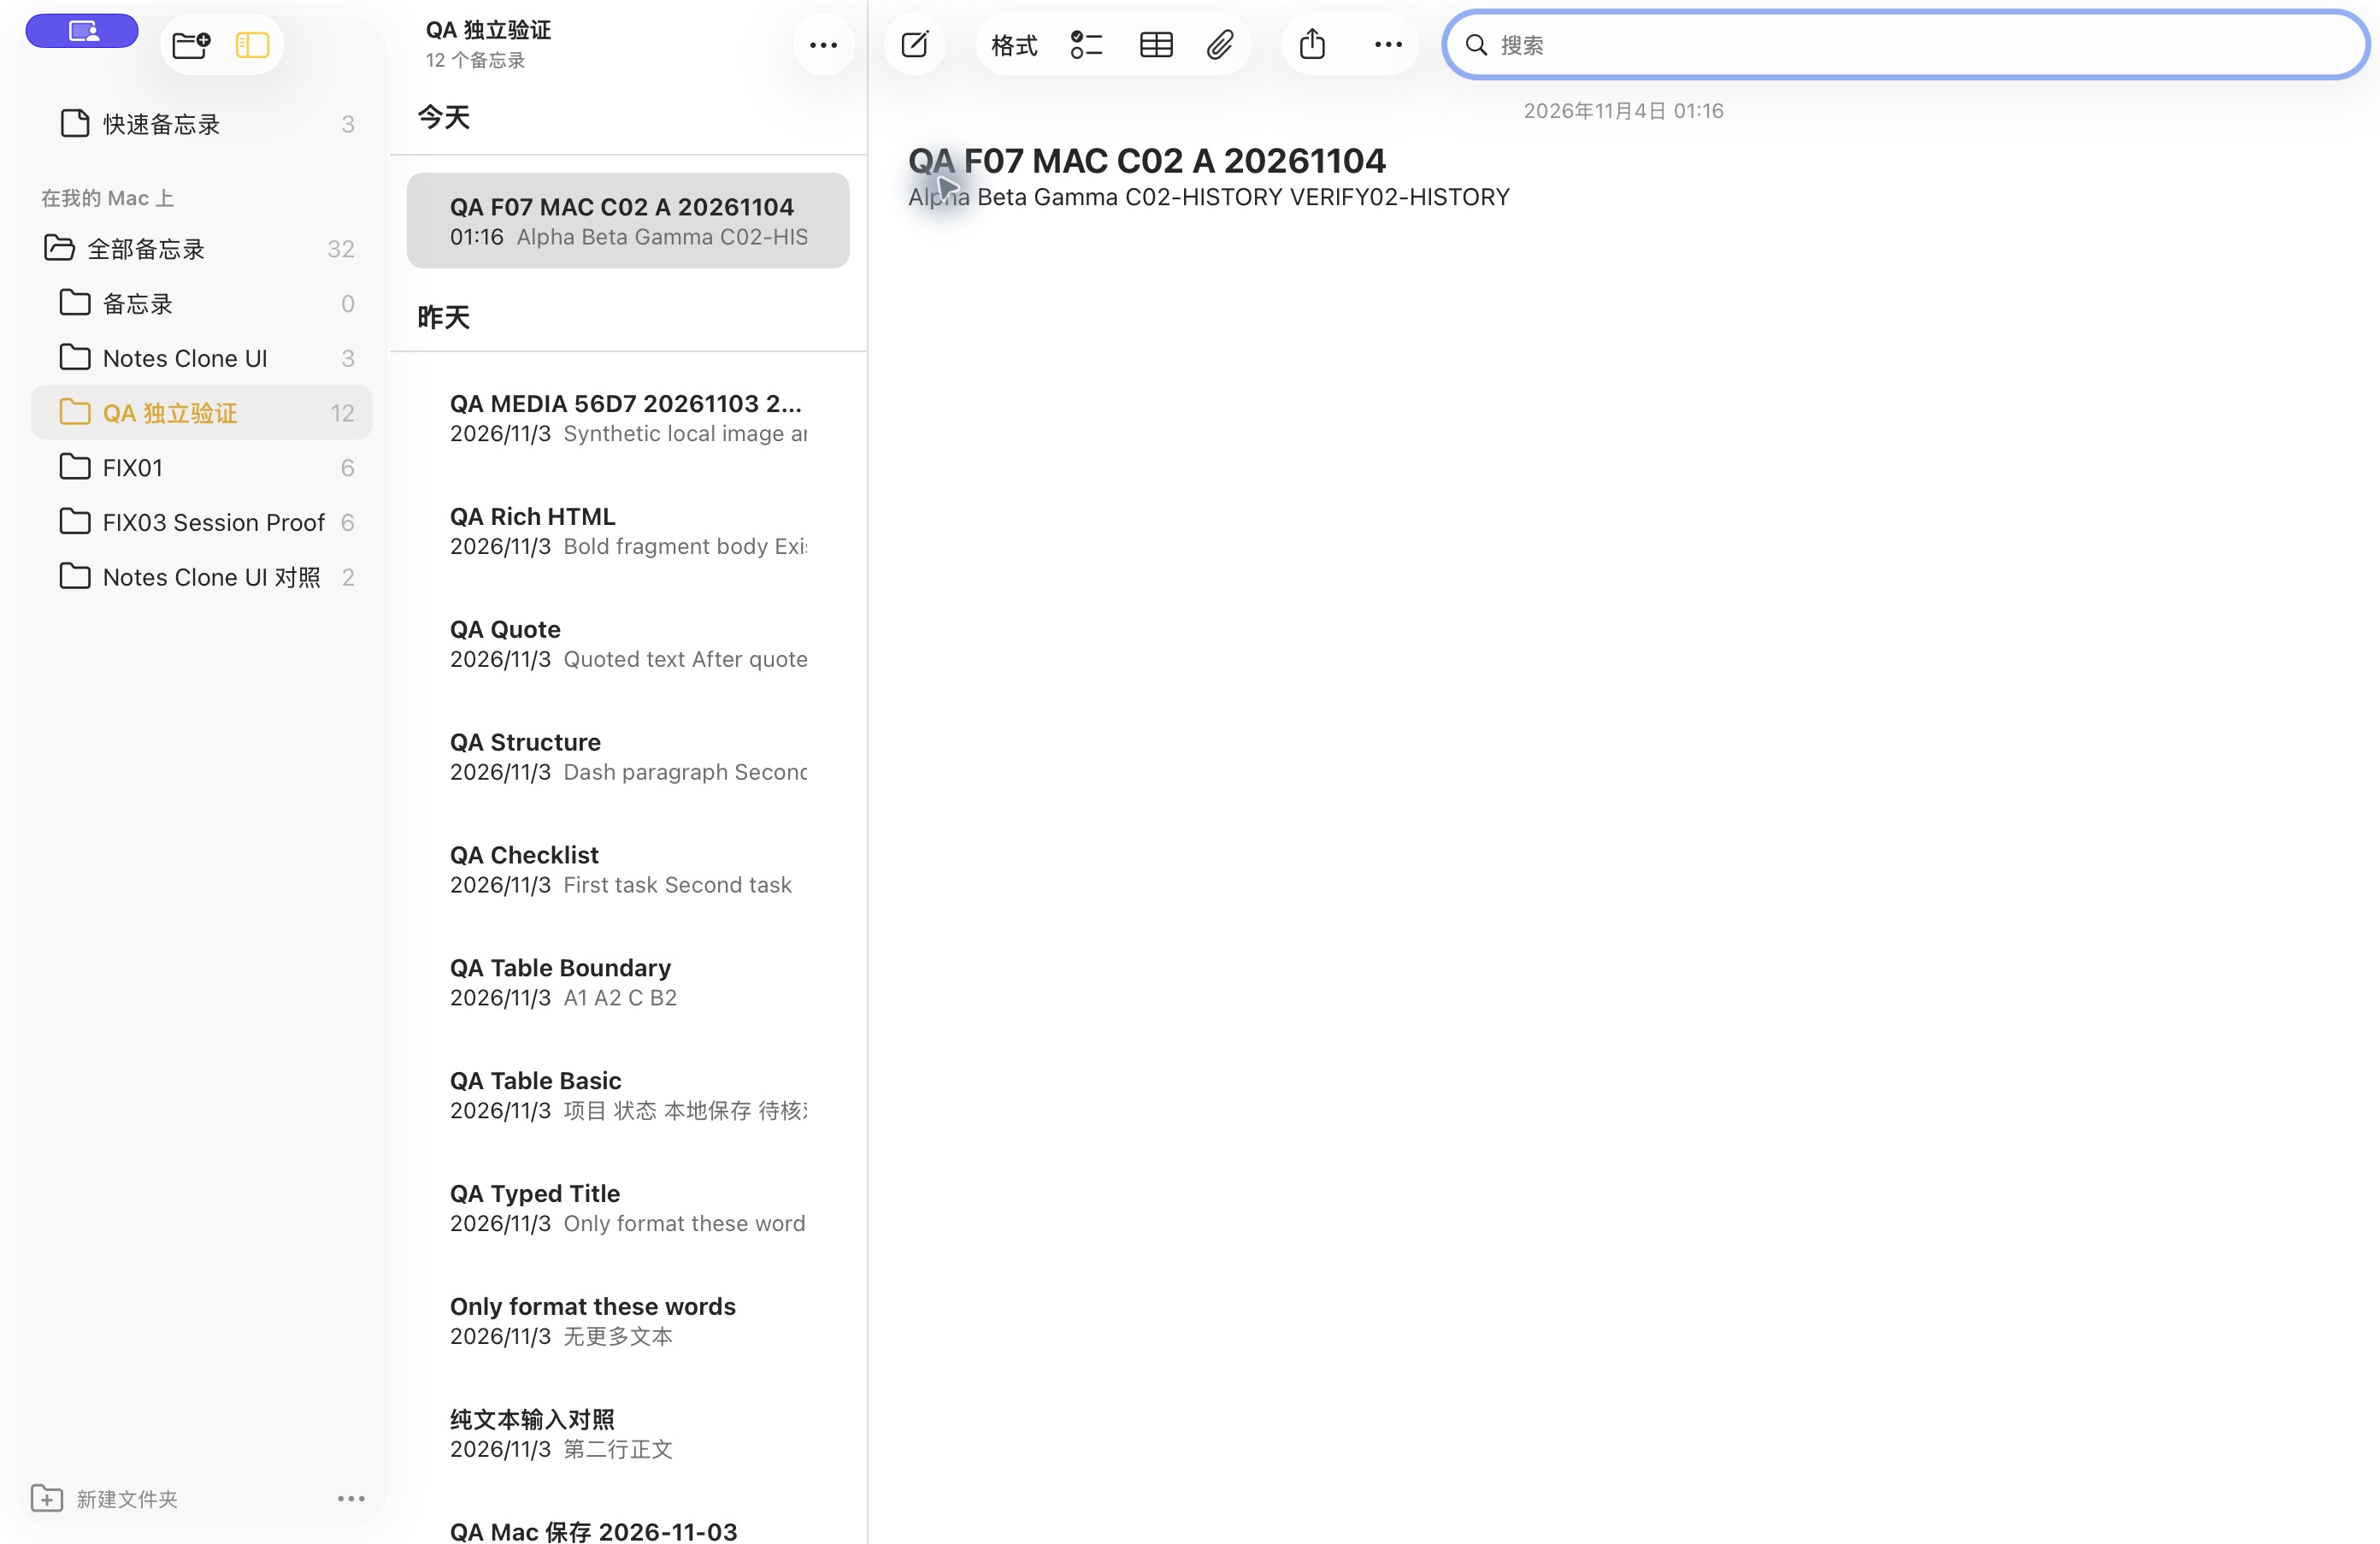 快速备忘录 3
在我的 Mac 上
全部备忘录 32
备忘录 0
Notes Clone UI 3
QA 独立验证 12
FIX01 6
FIX03 Session Proof 6
Notes Clone UI 对照 2
新建文件夹
QA 独立验证
12 个备忘录
今天
QA F07 MAC C02 A 20261104
01:16 Alpha Beta Gamma C02-HIS
昨天
QA MEDIA 56D7 20261103 2...
2026/11/3 Synthetic local image
QA Rich HTML
2026/11/3 Bold fragment body Exi
QA Quote
2026/11/3 Quoted text After quote
QA Structure
2026/11/3 Dash paragraph Second
QA Checklist
2026/11/3 First task Second task
QA Table Boundary
2026/11/3 A1 A2 C B2
QA Table Basic
2026/11/3 项目 状态 本地保存 待核
QA Typed Title
2026/11/3 Only format these word
Only format these words
2026/11/3 无更多文本
纯文本输入对照
2026/11/3 第二行正文
QA Mac 保存 2026-11-03
格式
搜索
2026年11月4日 01:16
QA F07 MAC C02 A 20261104
Alpha Beta Gamma C02-HISTORY VERIFY02-HISTORY